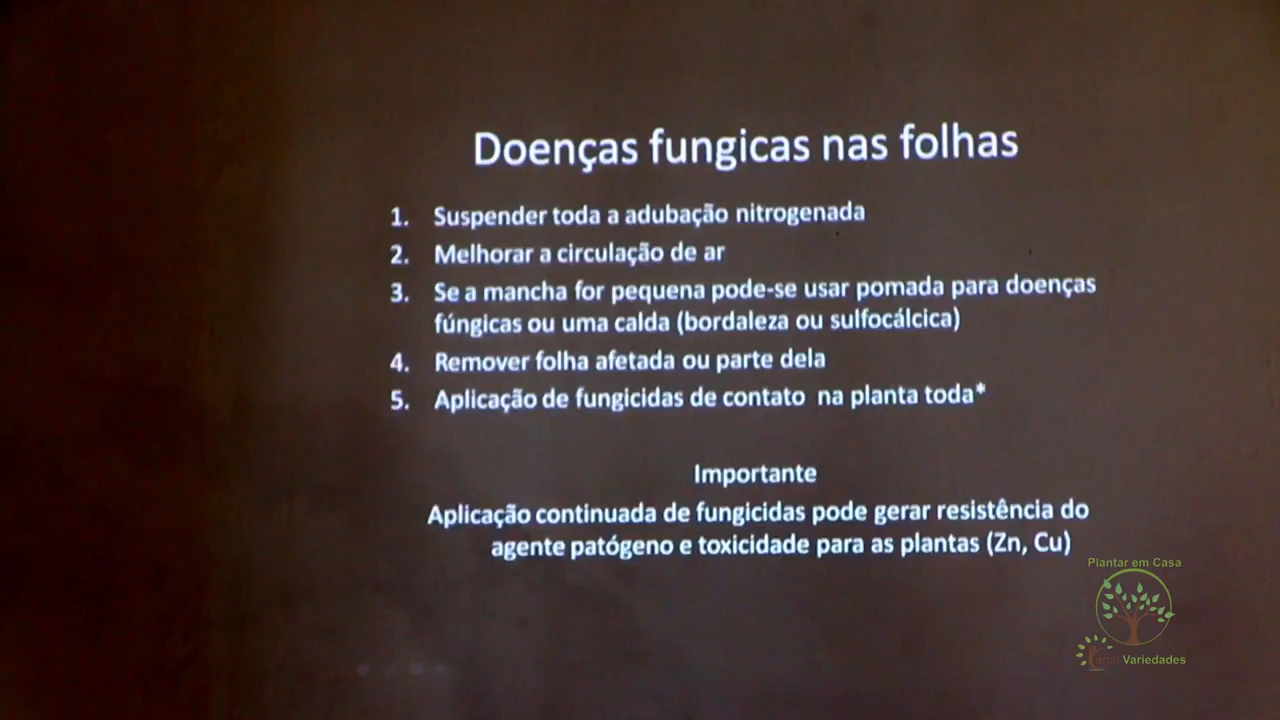 Doenças fungicas nas folhas
1. Suspender toda a adubação nitrogenada
2. Melhorar a circulação de ar
3. Se a mancha for pequena pode-se usar pomada para doenças
fúngicas ou uma calda (bordaleza ou sulfocálcica)
4. Remover folha afetada ou parte dela
5. Aplicação de fungicidas de contato na planta toda*
Importante
Aplicação continuada de fungicidas pode gerar resistência do
agente patógeno e toxicidade para as plantas (Zn, Cu)
Plantar em Casa
Canal Variedades